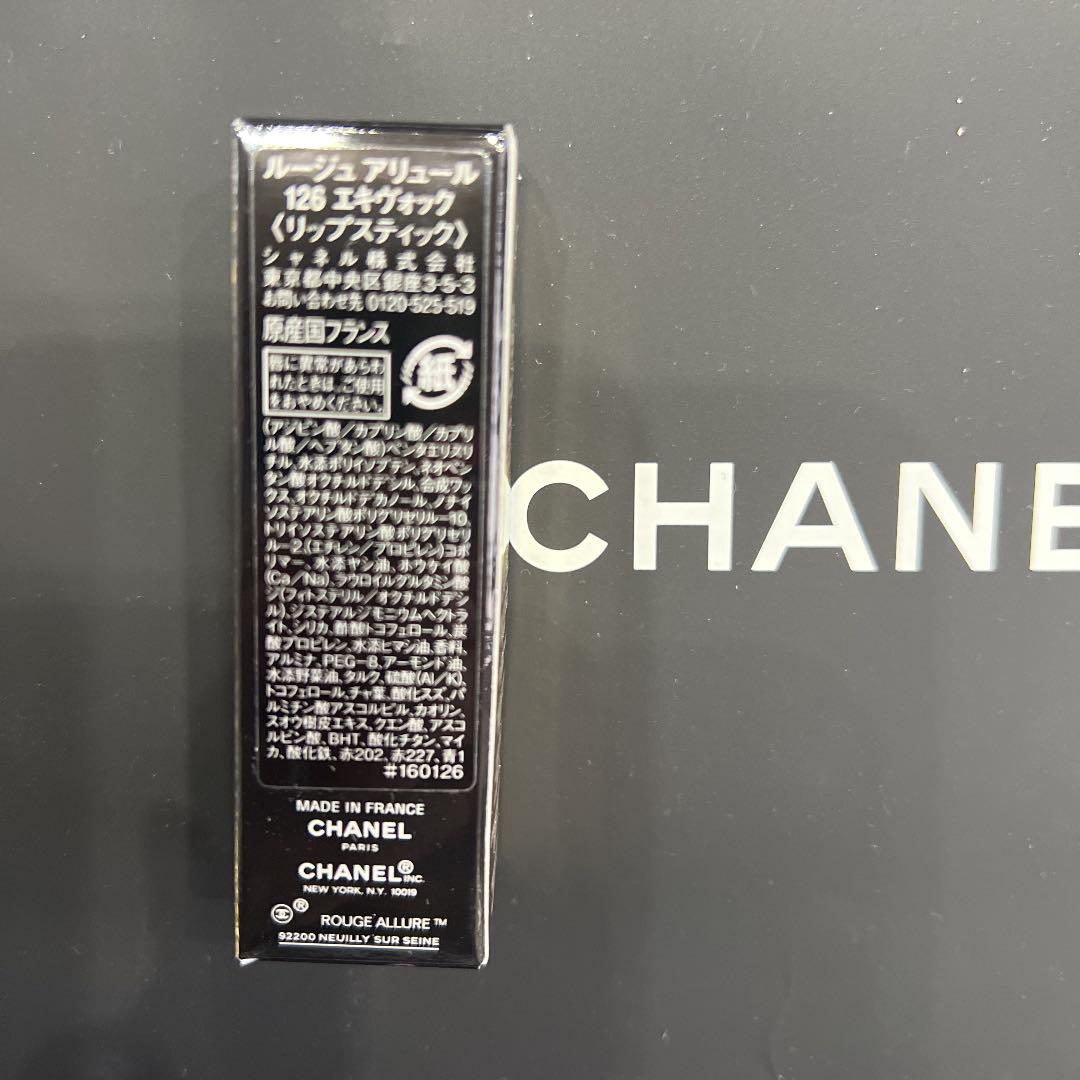 ルージュ アリュール
126 エキヴォック
《リップスティック》
シャネル株式会社
東京都中央区銀座3-5-3
お問い合わせ先 0120-525-519
原産国フランス
紙
唇に異常があらわ
れたときは、ご使用
をおやめください。
(アジピン酸/カプリン酸/カプリ
ル酸/ヘプタン酸)ペンタエリスリ
チル、水添ポリイソブテン、ネオペン
タン酸オクチルドデシル、合成ワッ
クス、オクチルドデカノール、ノナイ
ソステアリン酸ポリグリセリル-10、
トリイソステアリン酸ポリグリセリ
ル-2、(エチレン/プロピレン)コポ
リマー、水添ヤシ油、ホウケイ酸
(Ca/Na)、ラウロイルグルタミン酸
ジ(フィトステリル/オクチルドデシ
ル)、ジステアルジモニウムヘクトラ
イト、シリカ、酢酸トコフェロール、炭
酸プロピレン、水添ヒマシ油、香料、
アルミナ、PEG-8、アーモンド油、
水添野菜油、タルク、硫酸(Al/K)、
トコフェロール、チャ葉、酸化スズ、パ
ルミチン酸アスコルビル、カオリン、
スオウ樹皮エキス、クエン酸、アスコ
ルビン酸、BHT、酸化チタン、マイ
カ、酸化鉄、赤202、赤227、青1
#160126
MADE IN FRANCE
CHANEL
PARIS
CHANEL® INC.
NEW YORK, N.Y. 10019
® ROUGE ALLURE™
92200 NEUILLY SUR SEINE
CHANE